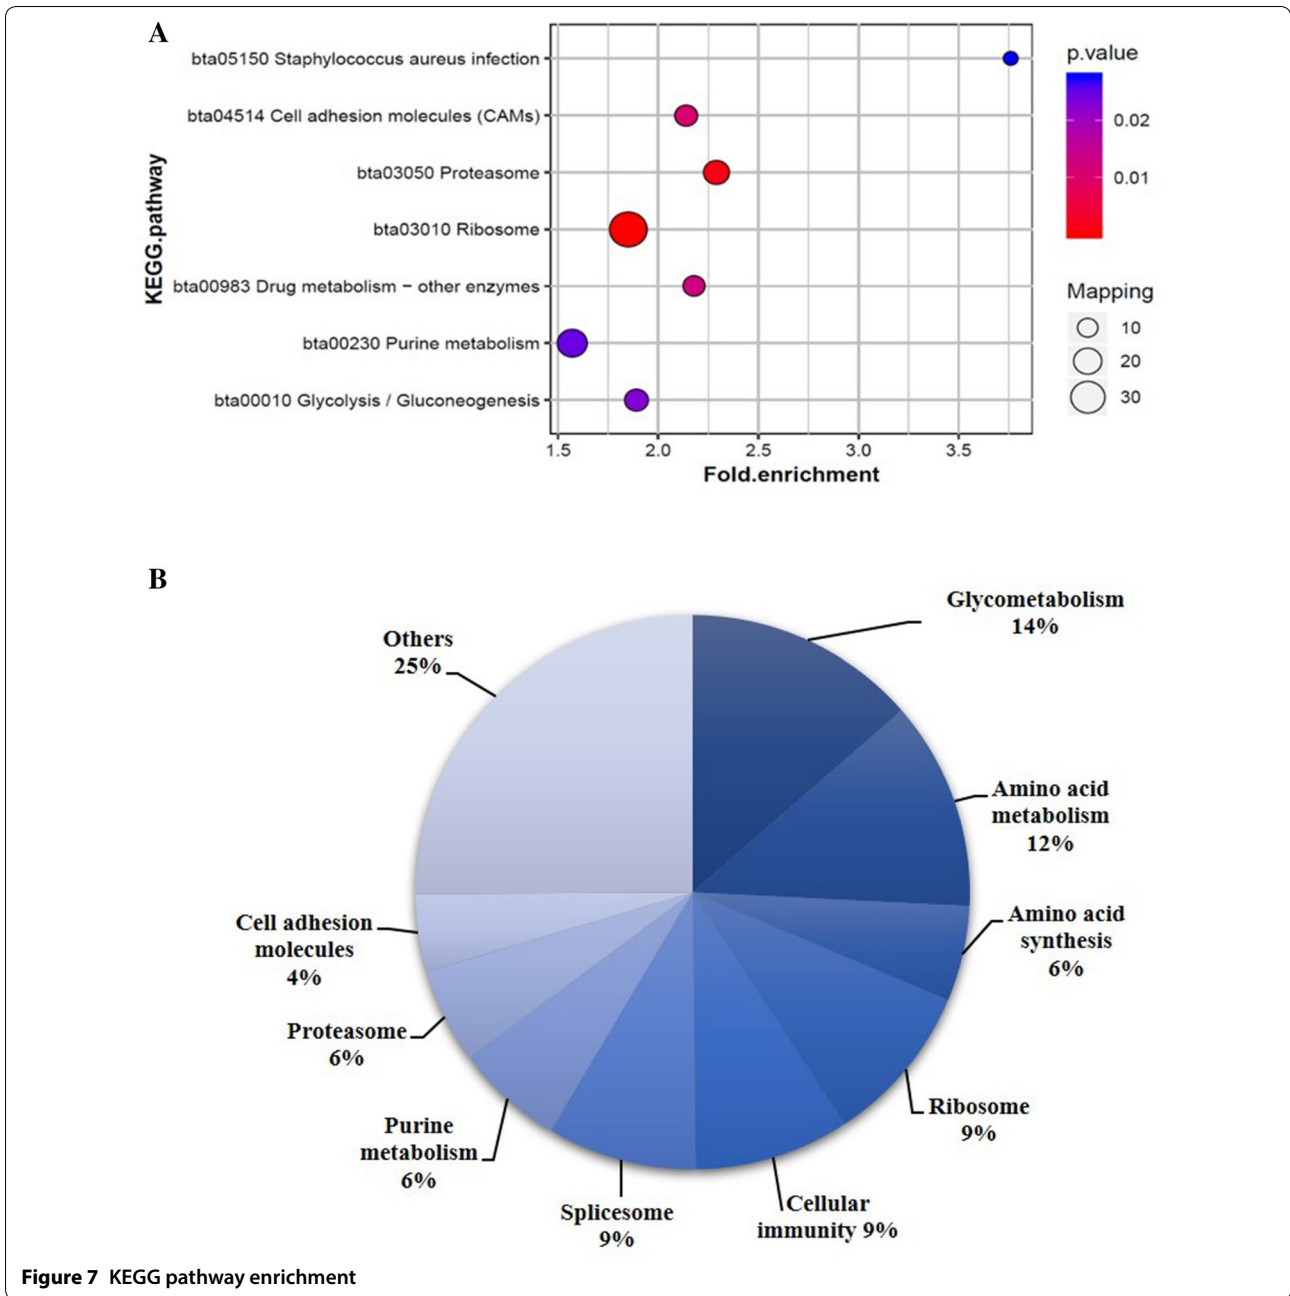 A
bta05150 Staphylococcus aureus infection
bta04514 Cell adhesion molecules (CAMs)
bta03050 Proteasome
bta03010 Ribosome
bta00983 Drug metabolism − other enzymes
bta00230 Purine metabolism
bta00010 Glycolysis / Gluconeogenesis
KEGG.pathway
1.5 2.0 2.5 3.0 3.5
Fold.enrichment
p.value
0.02
0.01
Mapping
10
20
30
B
Glycometabolism
14%
Amino acid
metabolism
12%
Amino acid
synthesis
6%
Ribosome
9%
Cellular
immunity 9%
Splicesome
9%
Purine
metabolism
6%
Proteasome
6%
Cell adhesion
molecules
4%
Others
25%
Figure 7 KEGG pathway enrichment